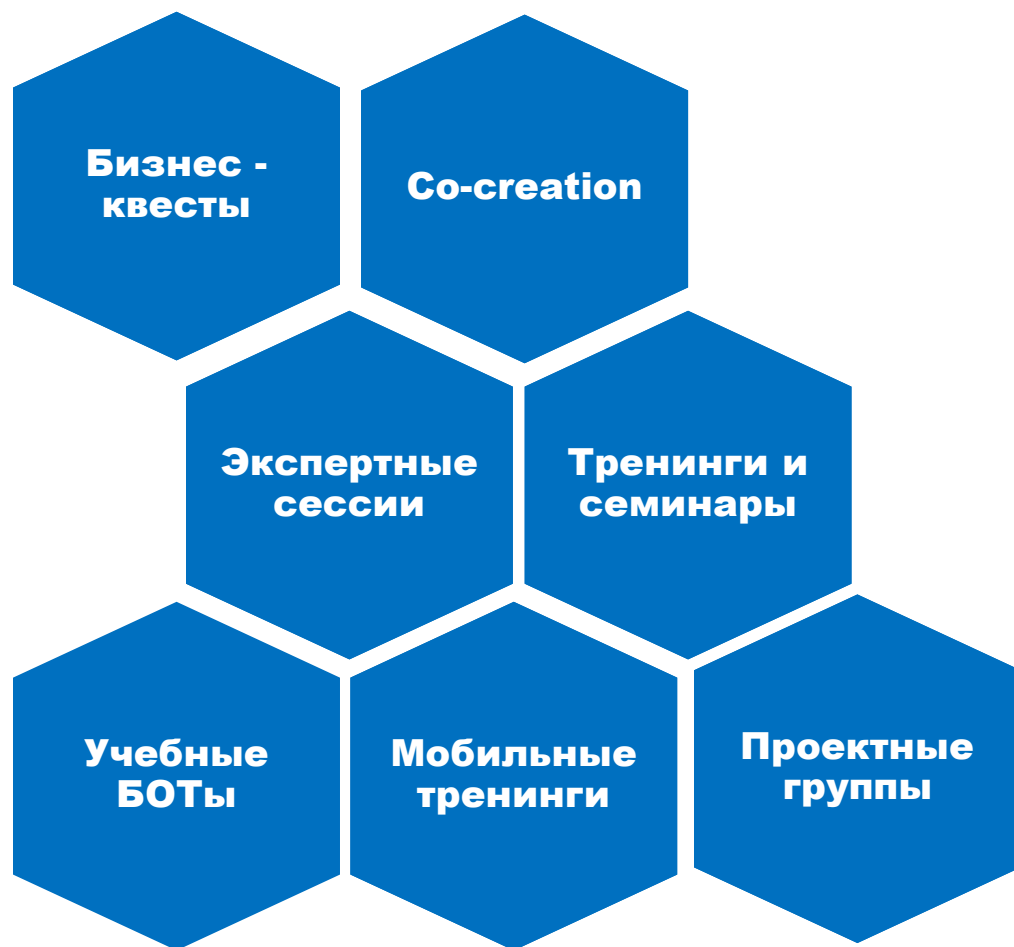 Бизнес -
квесты
Co-creation
Экспертные
сессии
Тренинги и
семинары
Учебные
БОТы
Мобильные
тренинги
Проектные
группы